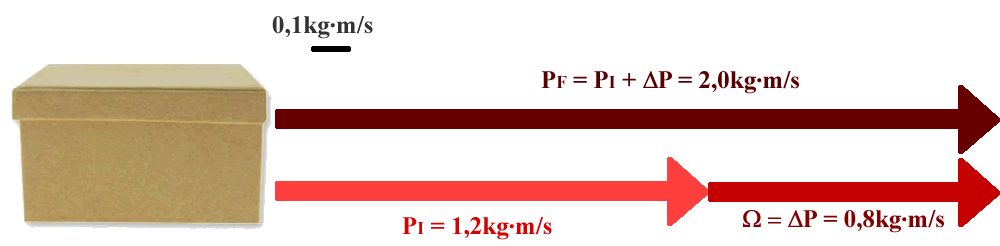 0,1kg·m/s
PF = PI + ΔP = 2,0kg·m/s
PI = 1,2kg·m/s
Ω = ΔP = 0,8kg·m/s